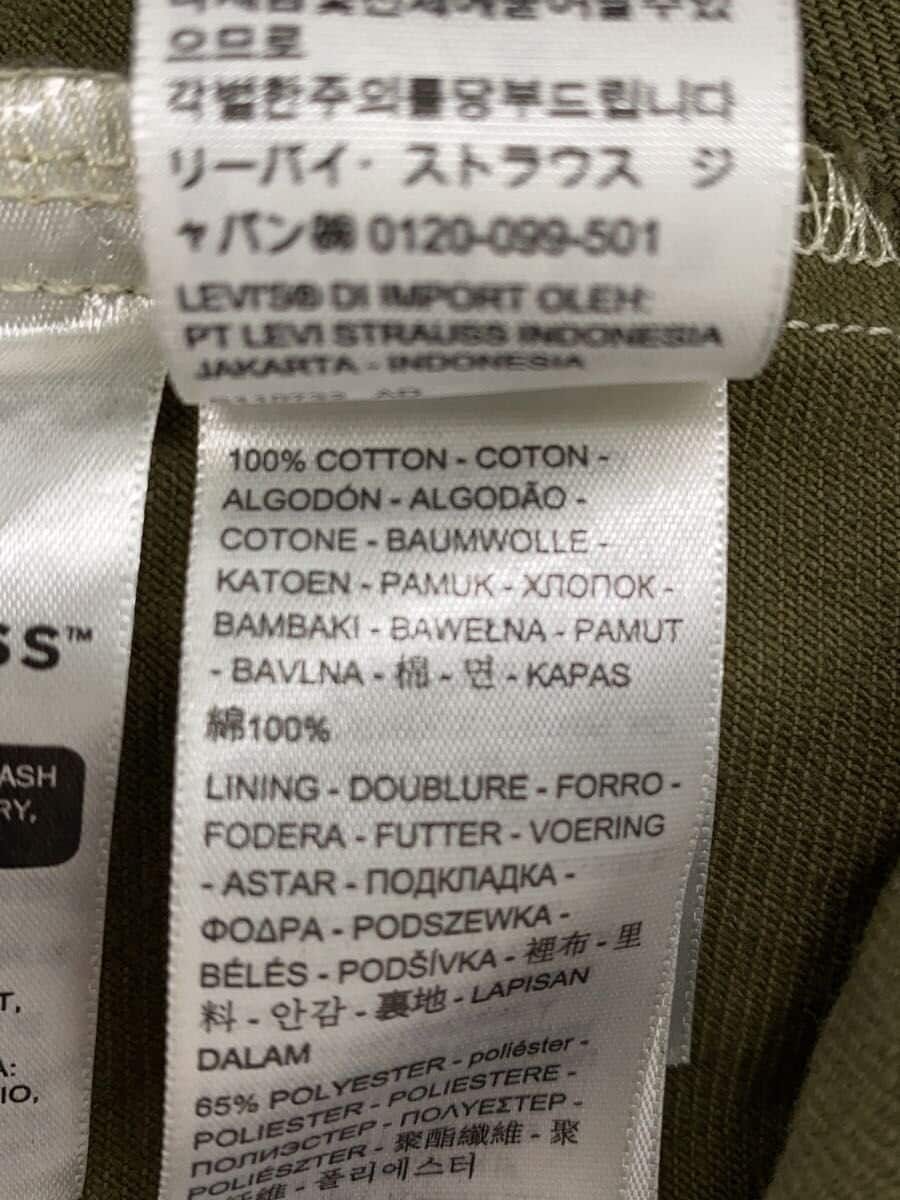 으므로
각별한주의를당부드립니다
リーバイ・ストラウス ジ
ャパン㈱ 0120-099-501
LEVI'S® DI IMPORT OLEH:
PT LEVI STRAUSS INDONESIA
JAKARTA - INDONESIA
100% COTTON - COTON -
ALGODÓN - ALGODÃO -
COTONE - BAUMWOLLE -
KATOEN - PAMUK - ХЛОПОК -
BAMBAKI - BAWEŁNA - PAMUT
- BAVLNA - 棉 - 면 - KAPAS
綿100%
LINING - DOUBLURE - FORRO -
FODERA - FUTTER - VOERING
- ASTAR - ПОДКЛАДКА -
ΦΟΔΡΑ - PODSZEWKA -
BÉLÉS - PODŠÍVKA - 裡布 - 里
料 - 안감 - 裏地 - LAPISAN
DALAM
65% POLYESTER - poliéster -
POLIESTER - POLIESTERE -
ПОЛИЭСТЕР - ΠΟΛΥΕΣΤΕΡ -
POLIÉSZTER - 聚酯纖維 - 聚
폴리에스터
SS™
ASH
RY,
T,
A:
IO,